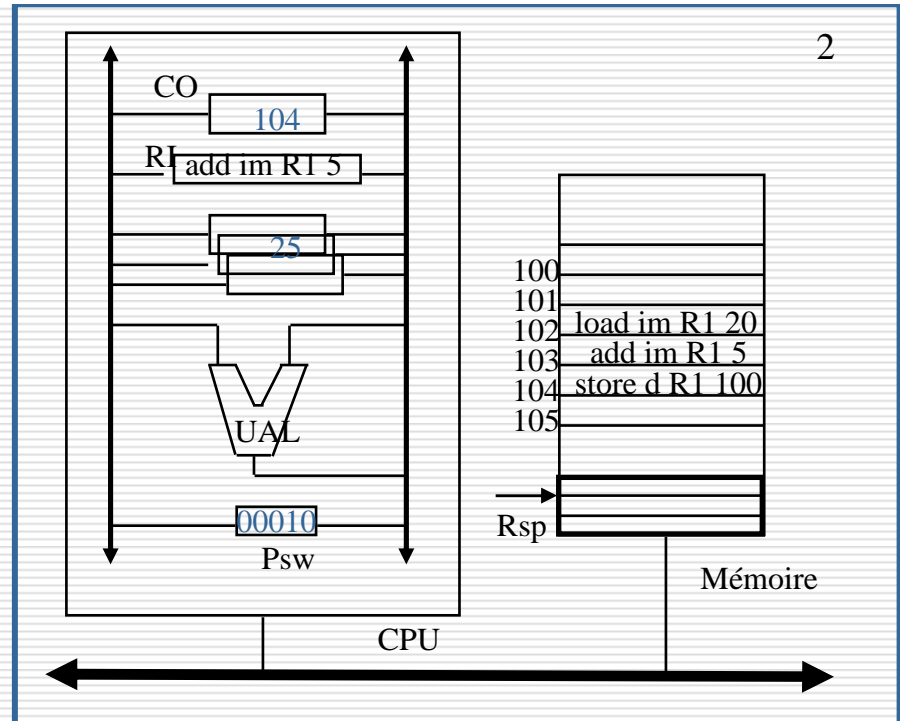 2
CO
104
RI add im R1 5
25
UAL
00010
Psw
CPU
100
101
102 load im R1 20
103 add im R1 5
104 store d R1 100
105
Rsp
Mémoire